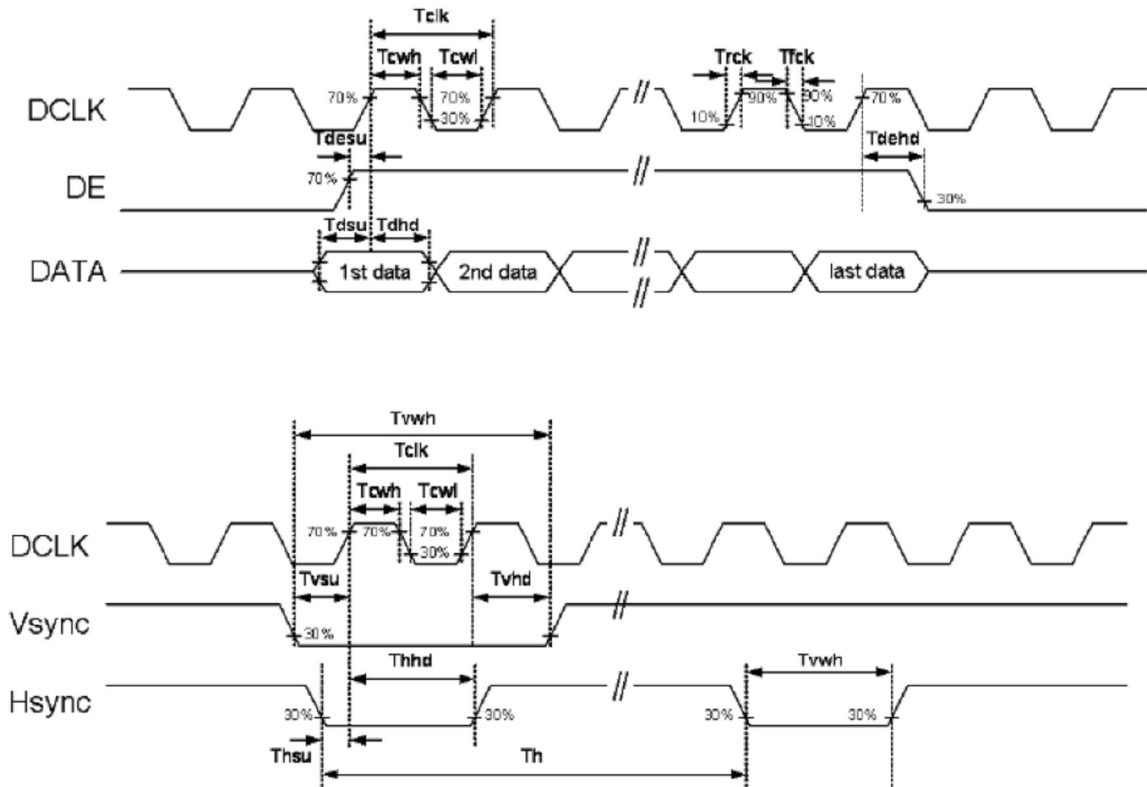 Tclk
Tcwh Tcwl Trck Tfck
DCLK 70% 70% 30% 10% 90% 90% 10% 70%
Tdesu Tdehd
DE 70% 30%
Tdsu Tdhd
DATA 1st data 2nd data last data
Tvwh
Tclk
Tcwh Tcwl
DCLK 70% 70% 70% 30%
Tvsu Tvhd
Vsync 30%
Thhd Tvwh
Hsync 30% 30% 30% 30%
Thsu Th